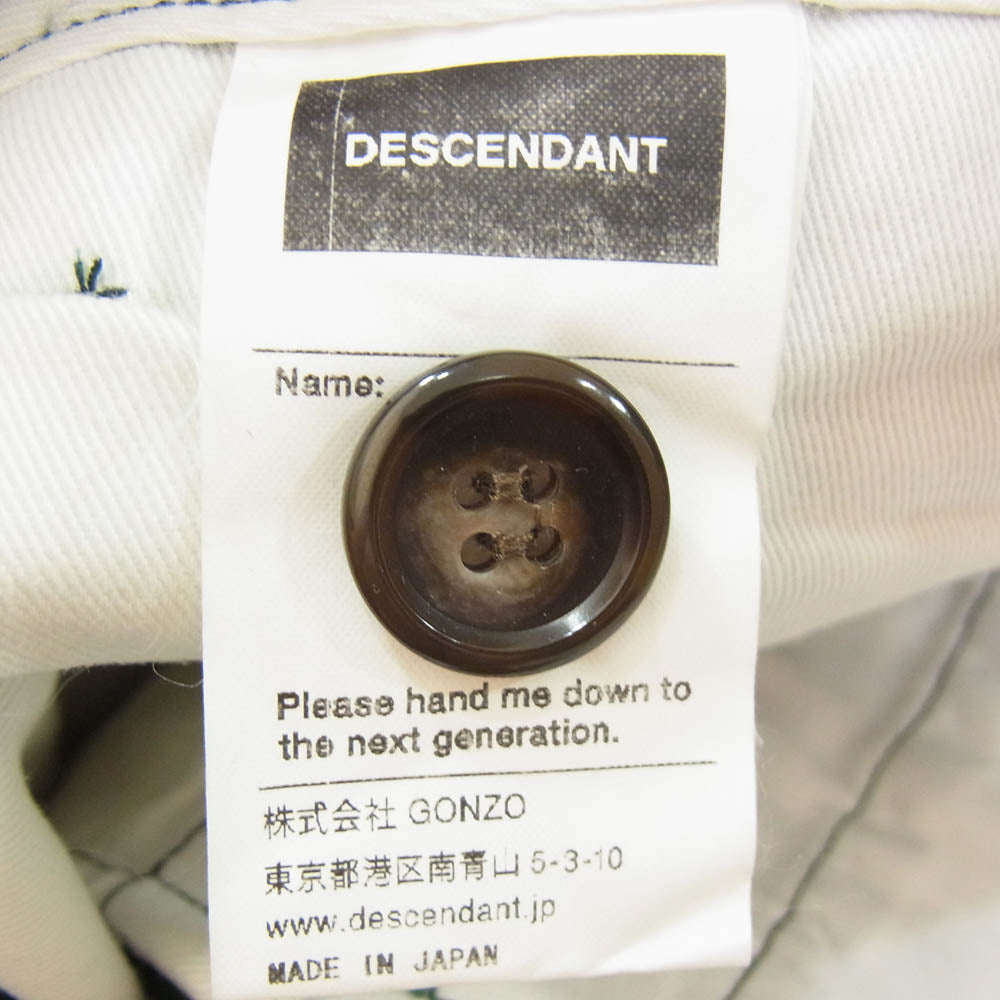 DESCENDANT
Name:
Please hand me down to
the next generation.
株式会社 GONZO
東京都港区南青山 5-3-10
www.descendant.jp
MADE IN JAPAN